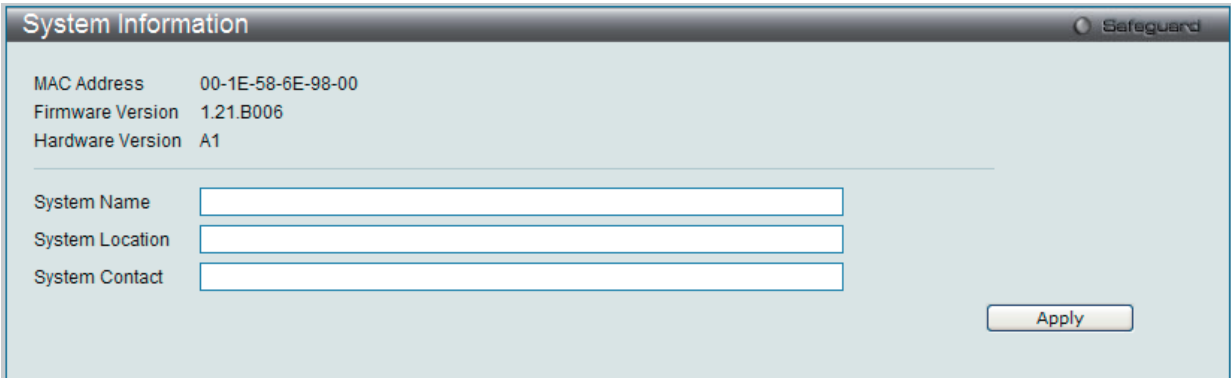 System Information
Safeguard
MAC Address 00-1E-58-6E-98-00
Firmware Version 1.21.B006
Hardware Version A1
System Name
System Location
System Contact
Apply